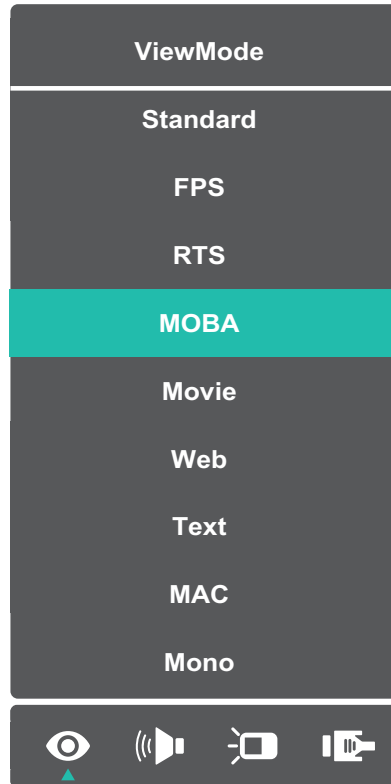 ViewMode
Standard
FPS
RTS
MOBA
Movie
Web
Text
MAC
Mono